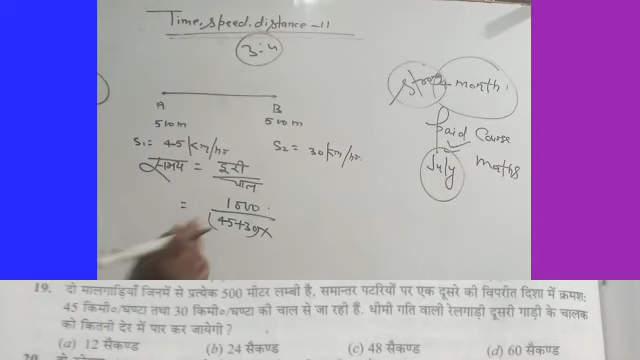 Time, speed, distance - 11
3:4
A B
500m 500m
S1 = 45 km/hr S2 = 30 km/hr.
समय = दूरी
चाल
= 1000
(45+30)x
4 month
Paid Course
July maths
19. दो मालगाड़ियाँ जिनमें से प्रत्येक 500 मीटर लम्बी है, समान्तर पटरियों पर एक दूसरे की विपरीत दिशा में क्रमशः
45 किमी०/घण्टा तथा 30 किमी०/घण्टा की चाल से जा रही हैं. धीमी गति वाली रेलगाड़ी दूसरी गाड़ी के चालक
को कितनी देर में पार कर जायेगी ?
(a) 12 सैकण्ड (b) 24 सैकण्ड (c) 48 सैकण्ड (d) 60 सैकण्ड